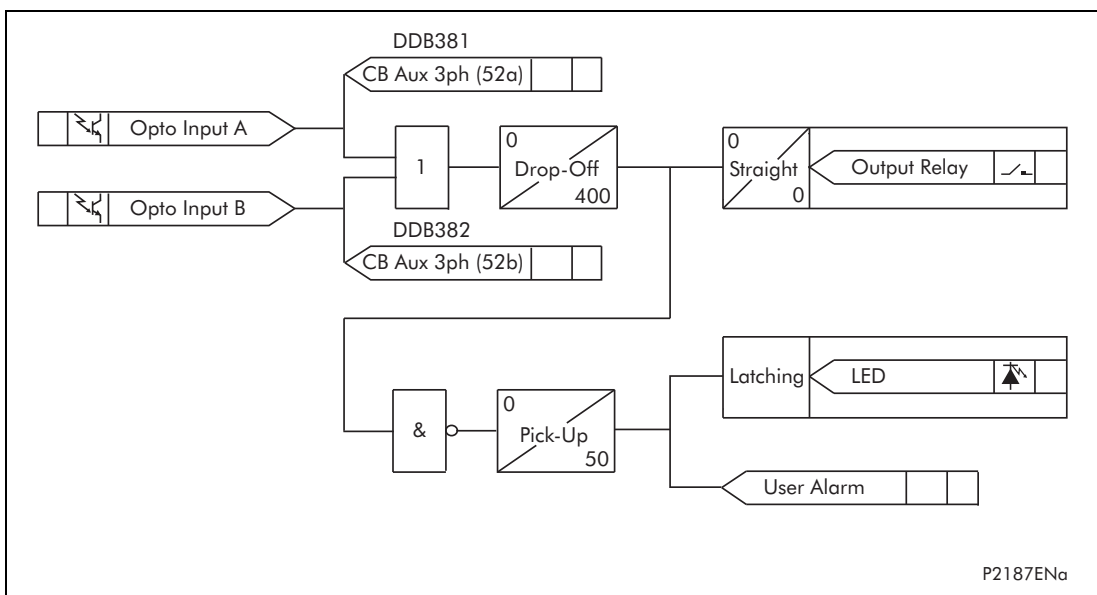 DDB381
CB Aux 3ph (52a)
Opto Input A
1
0
Drop-Off
400
0
Straight
0
Output Relay
Opto Input B
DDB382
CB Aux 3ph (52b)
&
0
Pick-Up
50
Latching
LED
User Alarm
P2187ENa